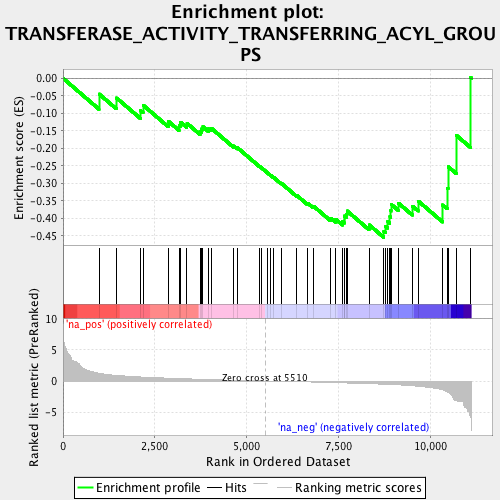 Enrichment plot:
TRANSFERASE_ACTIVITY_TRANSFERRING_ACYL_GROU
PS
Enrichment score (ES)
0.00
-0.05
-0.10
-0.15
-0.20
-0.25
-0.30
-0.35
-0.40
-0.45
'na_pos' (positively correlated)
Ranked list metric (PreRanked)
10
5
0
-5
Zero cross at 5510
'na_neg' (negatively correlated)
0
2,500
5,000
7,500
10,000
Rank in Ordered Dataset
Enrichment profile
Hits
Ranking metric scores